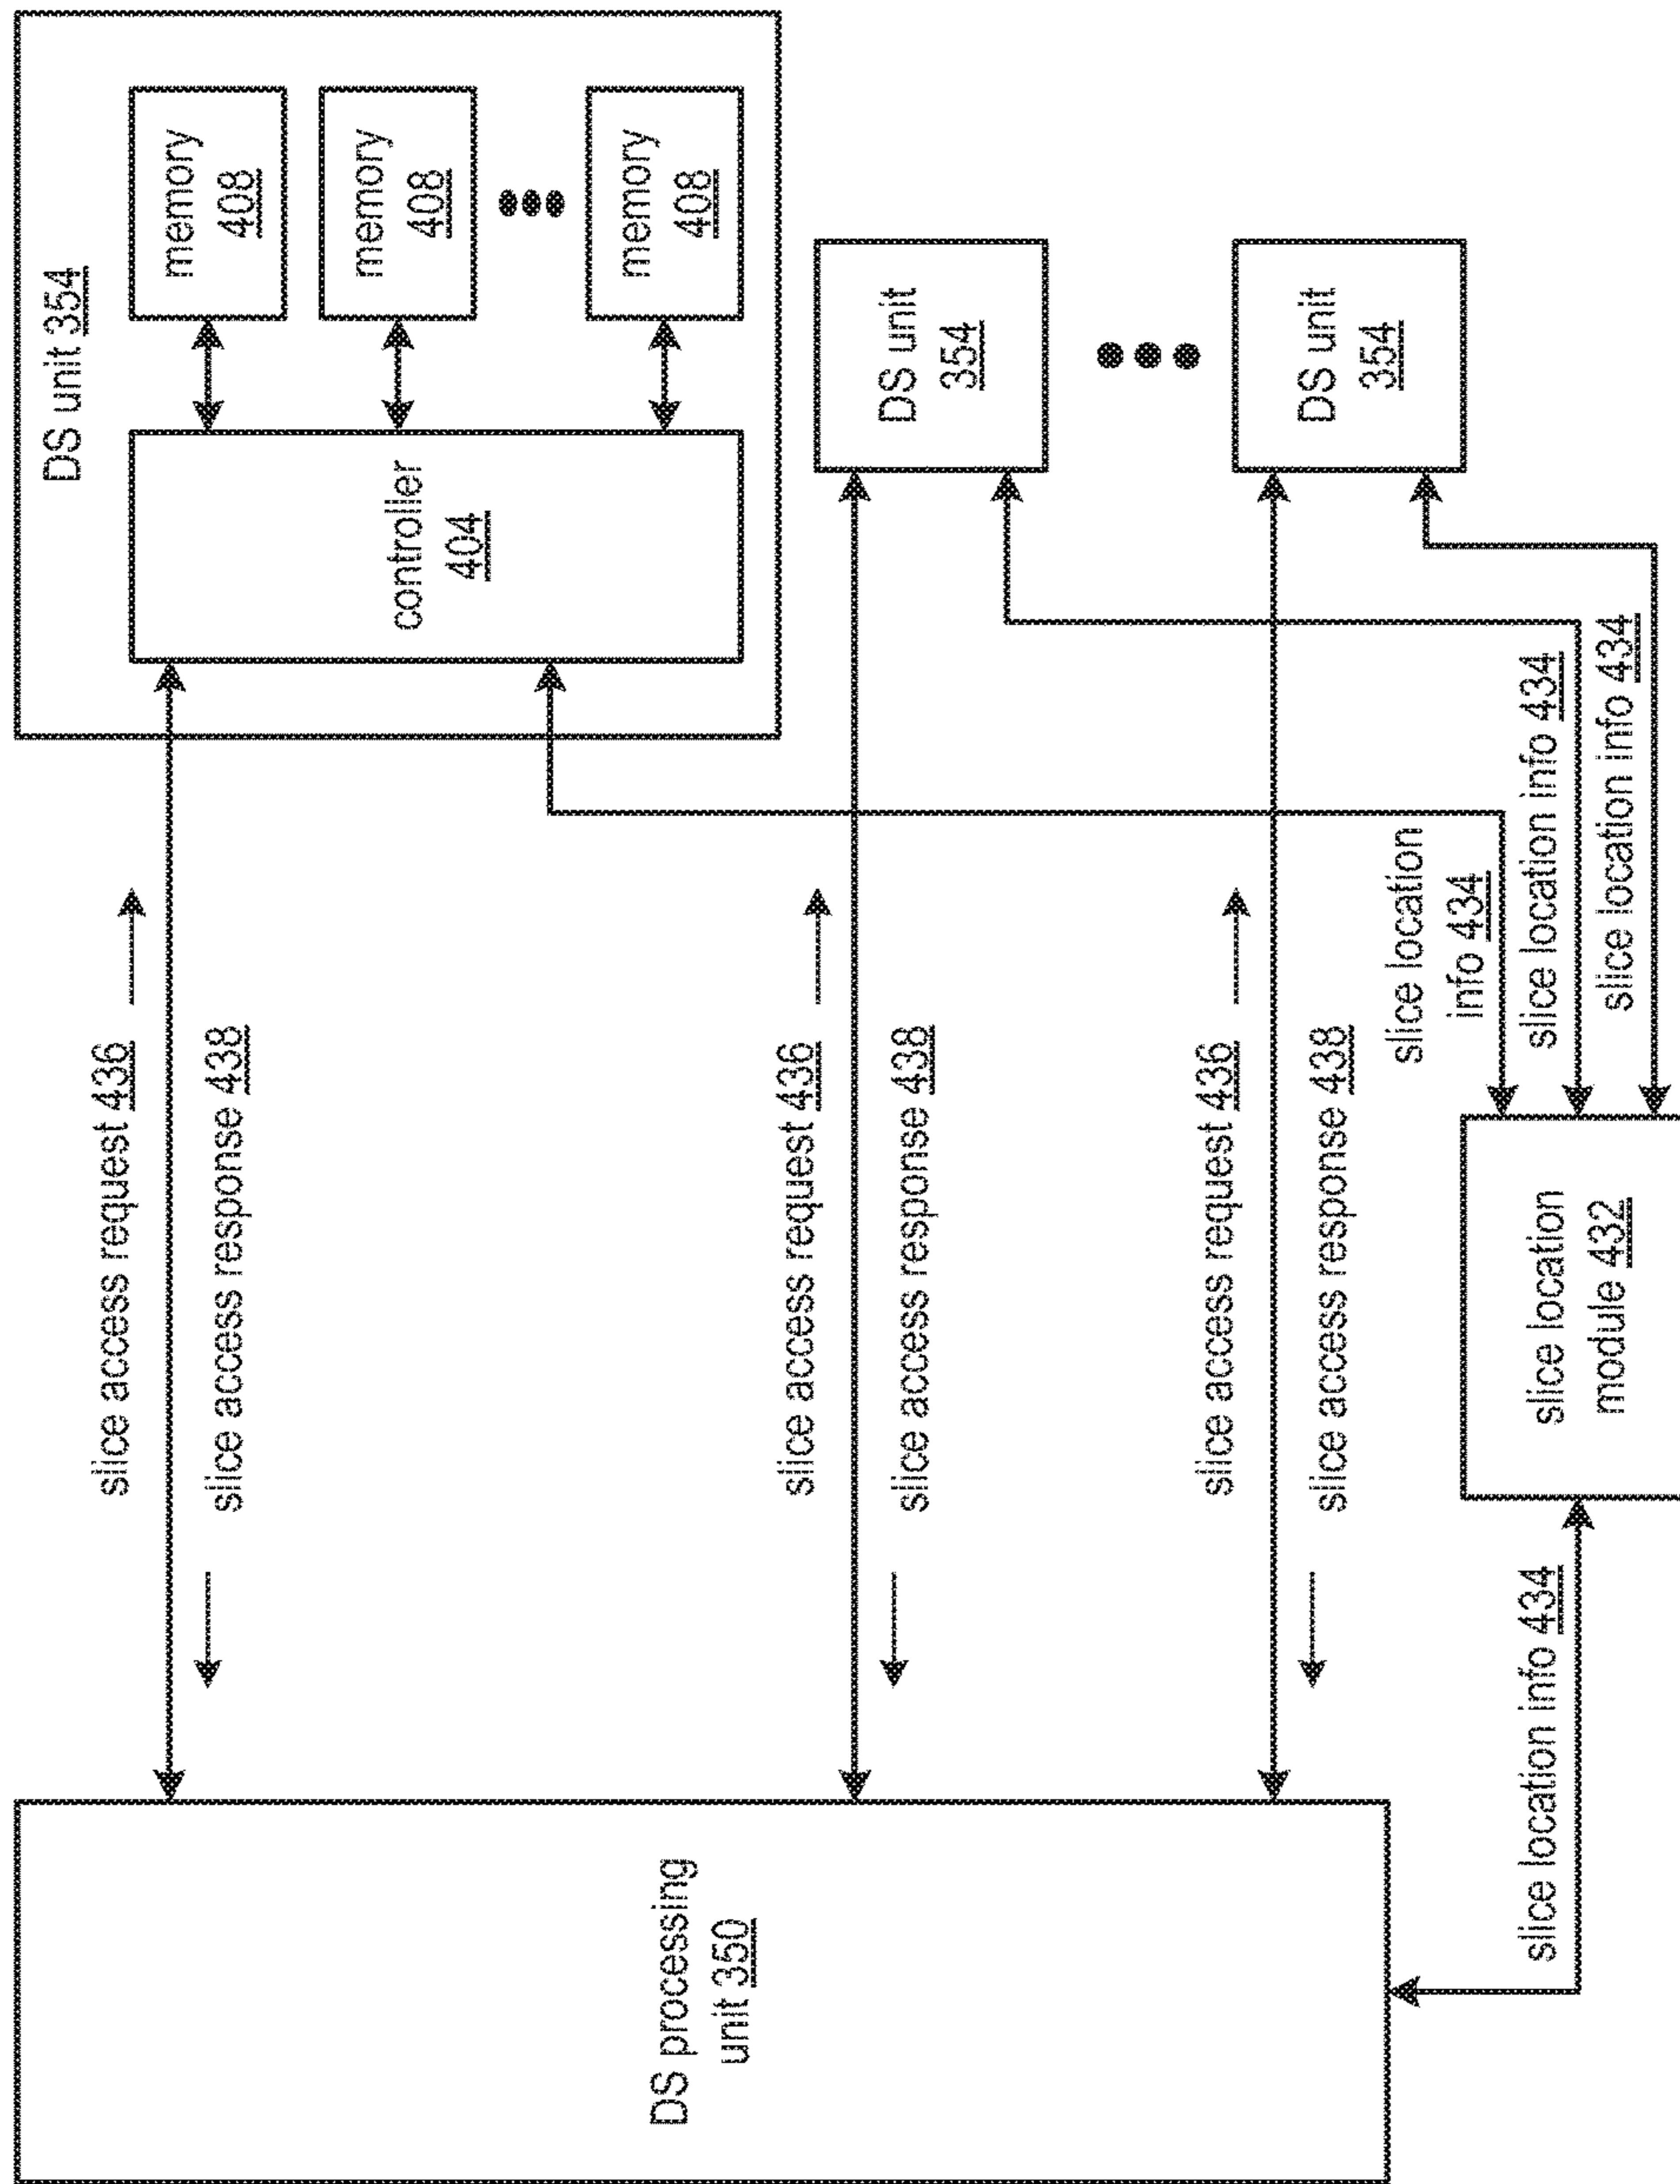 DS processing
unit 350
slice access request 436
slice access response 438
DS unit 354
controller
404
memory
408
memory
408
memory
408
slice access request 436
slice access response 438
DS unit
354
slice access request 436
slice access response 438
DS unit
354
slice location info 434
slice location
module 432
slice location
info 434
slice location info 434
slice location info 434